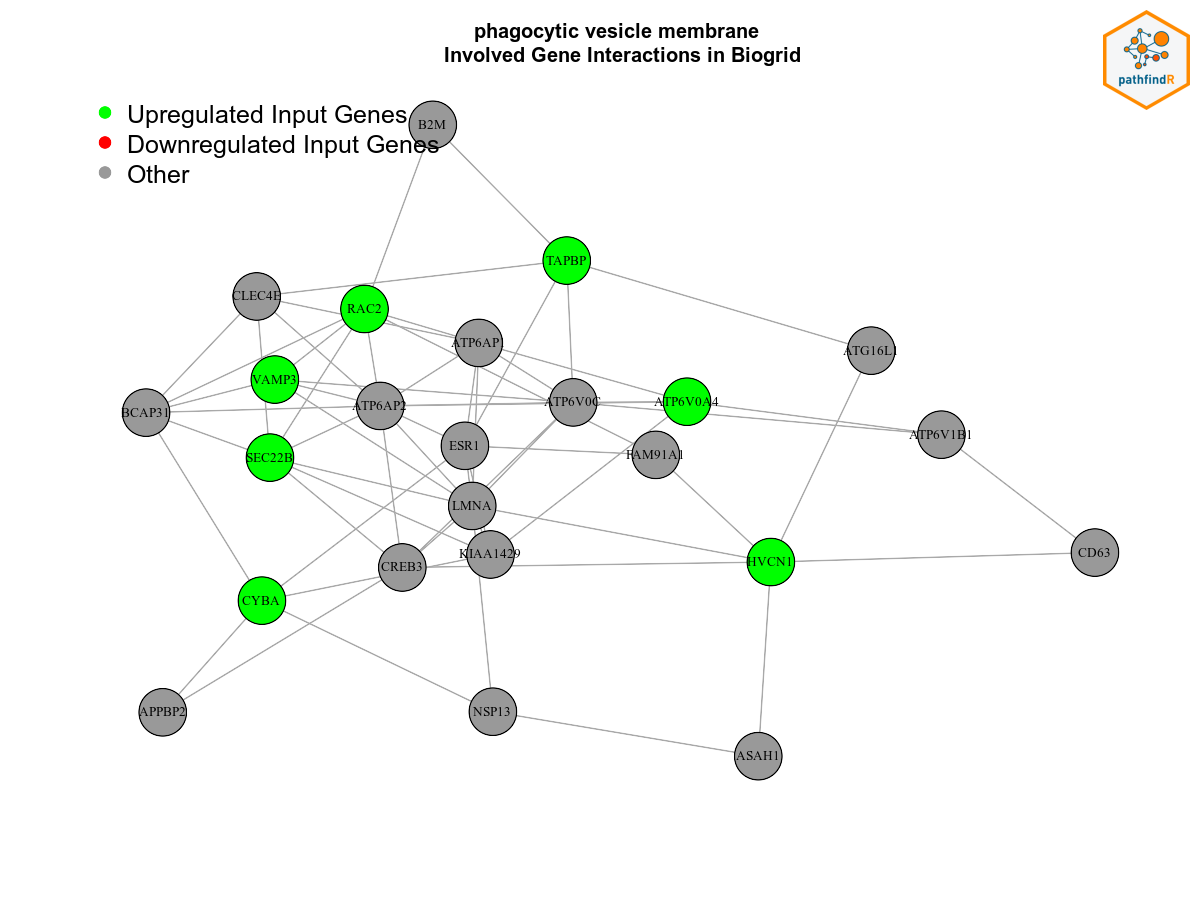 phagocytic vesicle membrane
Involved Gene Interactions in Biogrid
pathfindR
Upregulated Input Genes
Downregulated Input Genes
Other
B2M
TAPBP
CLEC4E
RAC2
ATP6AP1
ATG16L1
VAMP3
BCAP31
ATP6AP2
ATP6V0C
ATP6V0A4
ATP6V1B1
ESR1
FAM91A1
SEC22B
LMNA
KIAA1429
CREB3
HVCN1
CD63
CYBA
APPBP2
NSP13
ASAH1